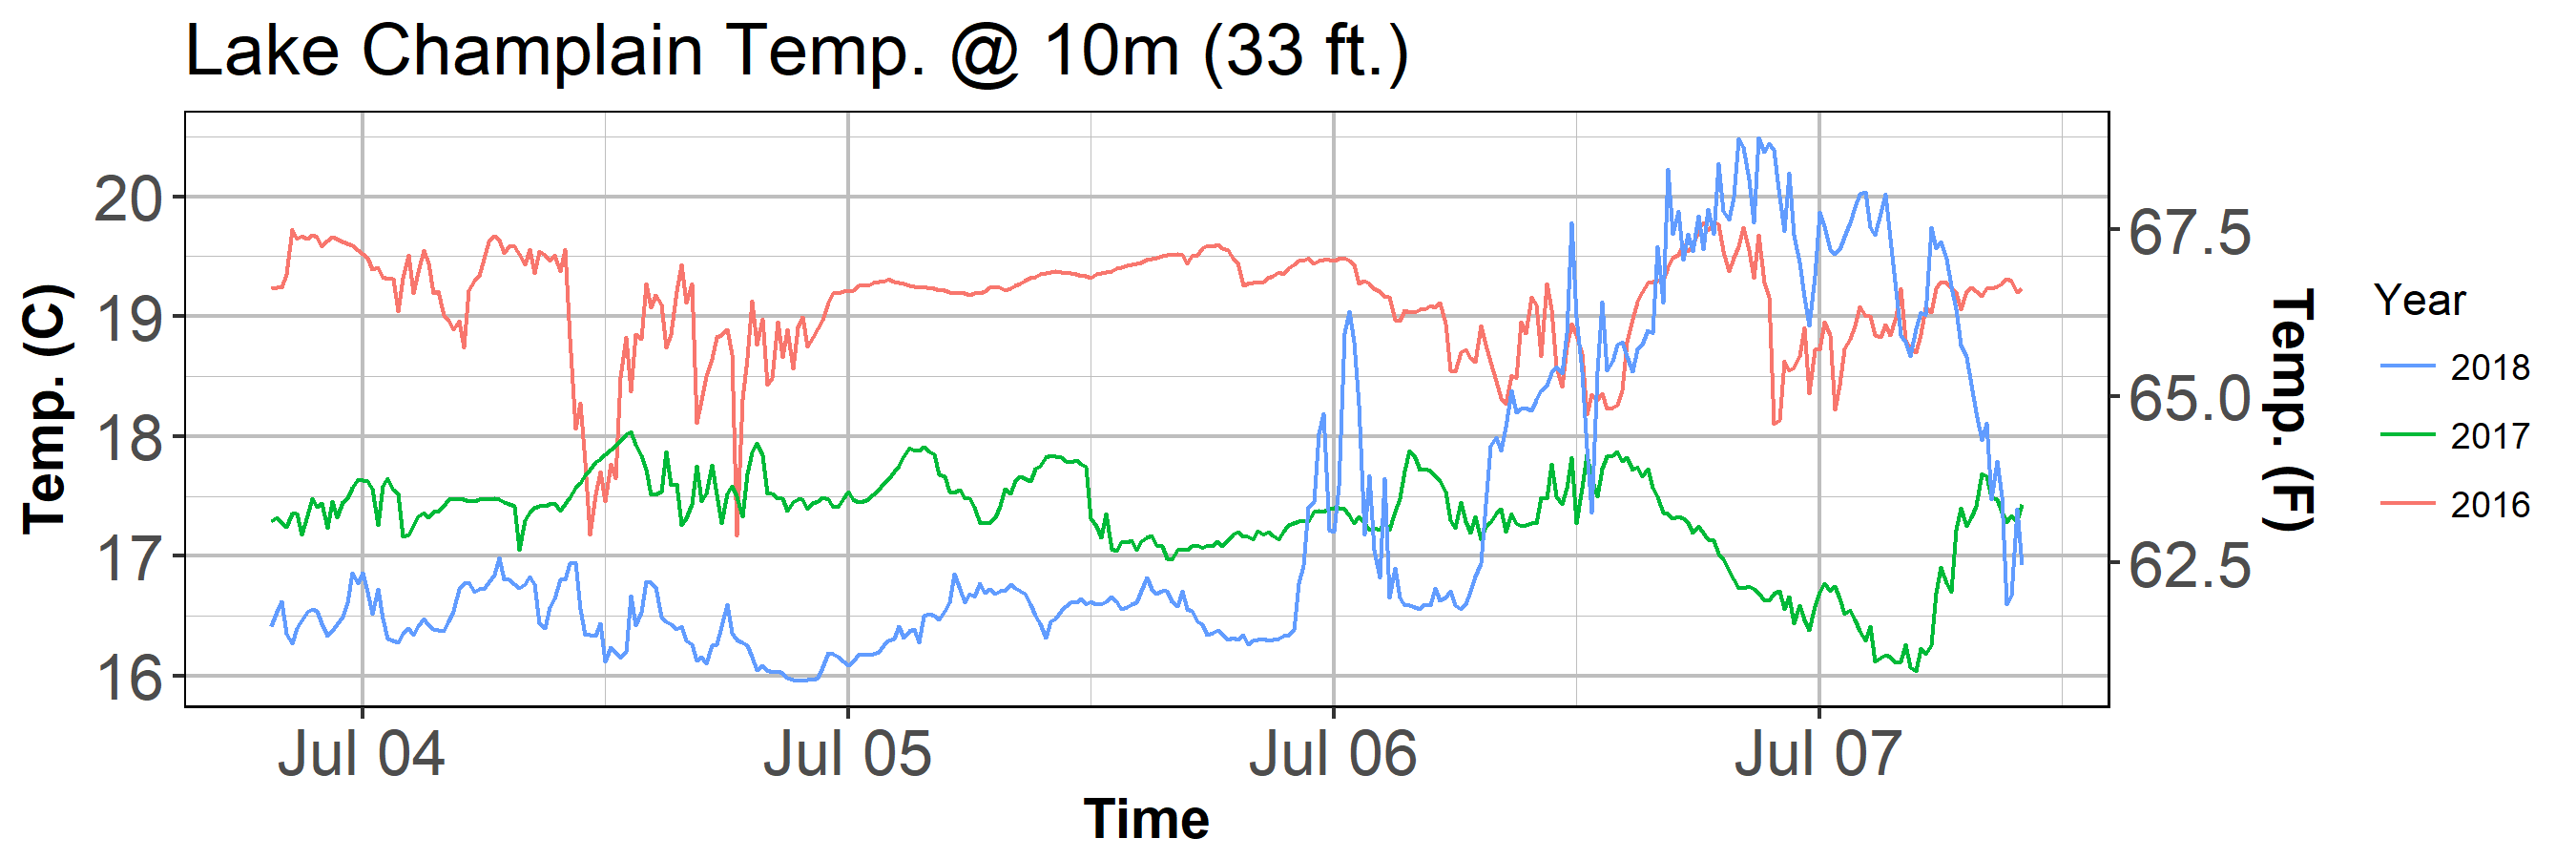 Lake Champlain Temp. @ 10m (33 ft.)
Temp. (C)
20
19
18
17
16
67.5
65.0
62.5
Temp. (F)
Jul 04
Jul 05
Jul 06
Jul 07
Time
Year
2018
2017
2016